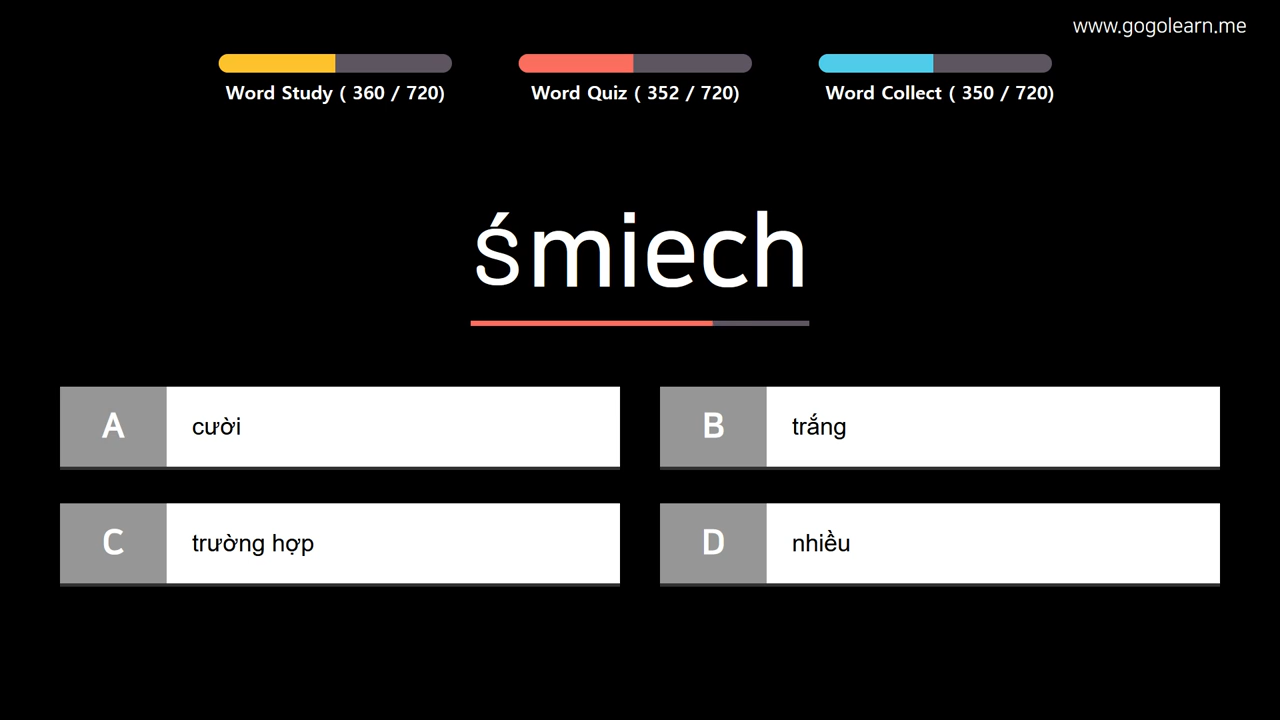 www.gogolearn.me
Word Study ( 360 / 720)
Word Quiz ( 352 / 720)
Word Collect ( 350 / 720)
śmiech
A
cười
B
trắng
C
trường hợp
D
nhiều